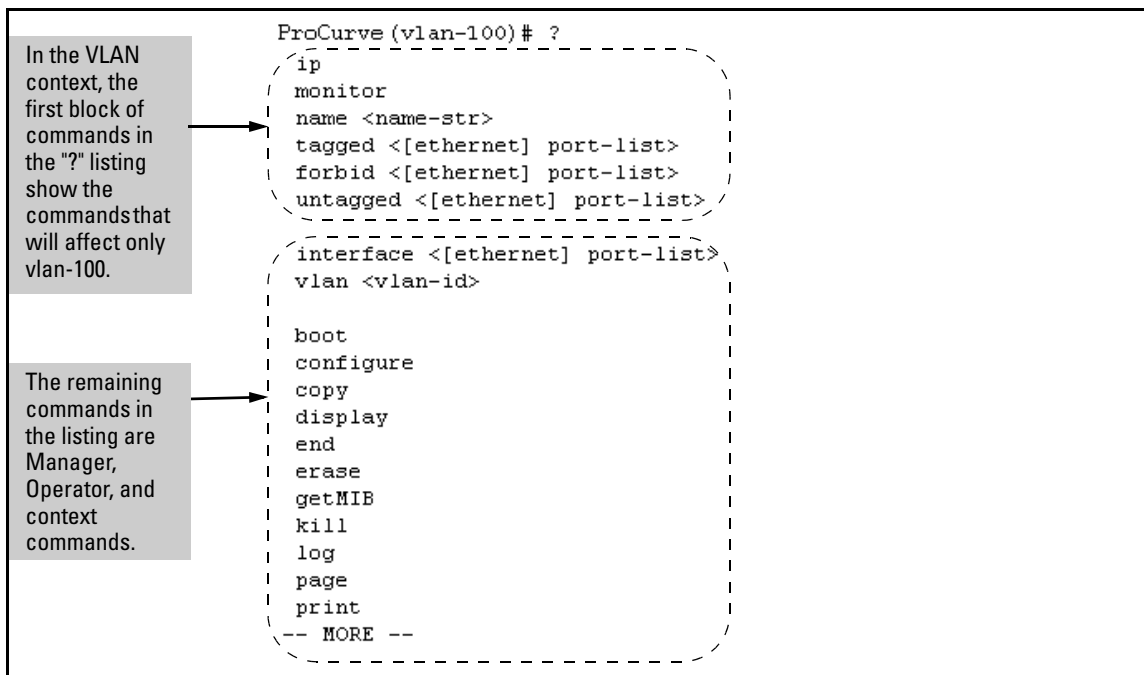 ProCurve(vlan-100)# ?
In the VLAN
context, the
first block of
commands in
the "?" listing
show the
commands that
will affect only
vlan-100.
ip
monitor
name <name-str>
tagged <[ethernet] port-list>
forbid <[ethernet] port-list>
untagged <[ethernet] port-list>
The remaining
commands in
the listing are
Manager,
Operator, and
context
commands.
interface <[ethernet] port-list>
vlan <vlan-id>
boot
configure
copy
display
end
erase
getMIB
kill
log
page
print
-- MORE --